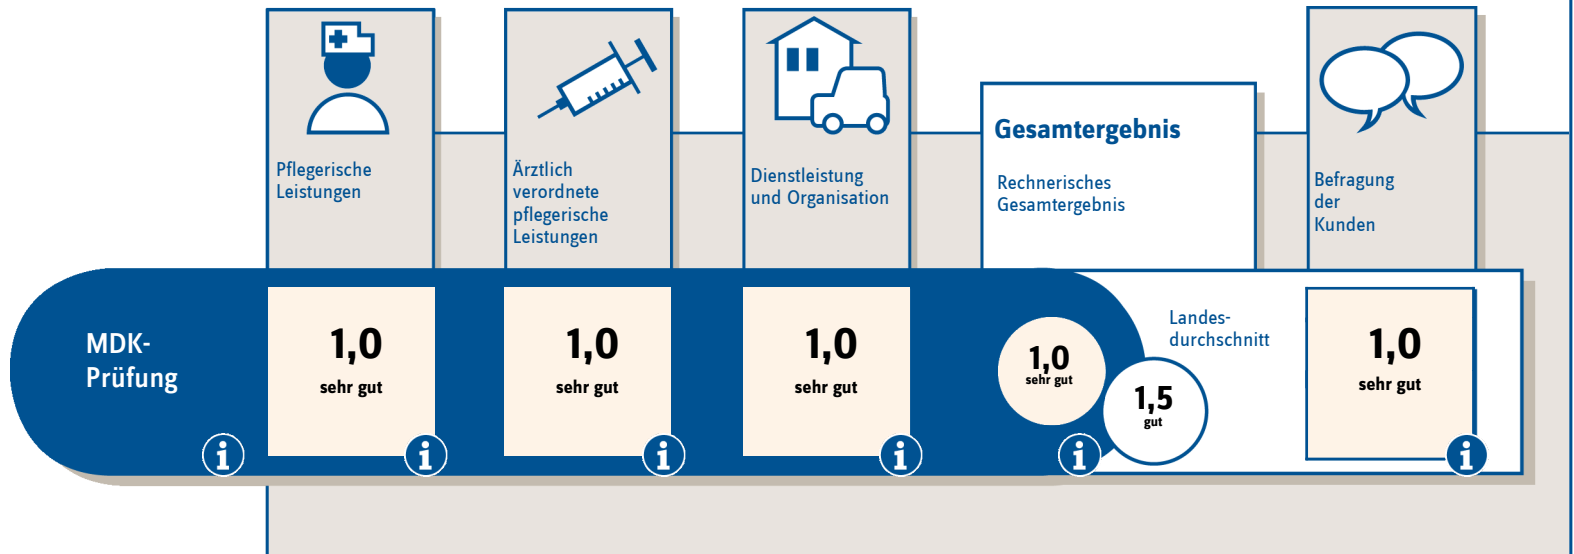 Pflegerische
Leistungen
Ärztlich
verordnete
pflegerische
Leistungen
Dienstleistung
und Organisation
Gesamtergebnis
Rechnerisches
Gesamtergebnis
Befragung
der
Kunden
MDK-
Prüfung
1,0
sehr gut
1,0
sehr gut
1,0
sehr gut
1,0
sehr gut
Landes-
durchschnitt
1,5
gut
1,0
sehr gut
i
i
i
i
i
i